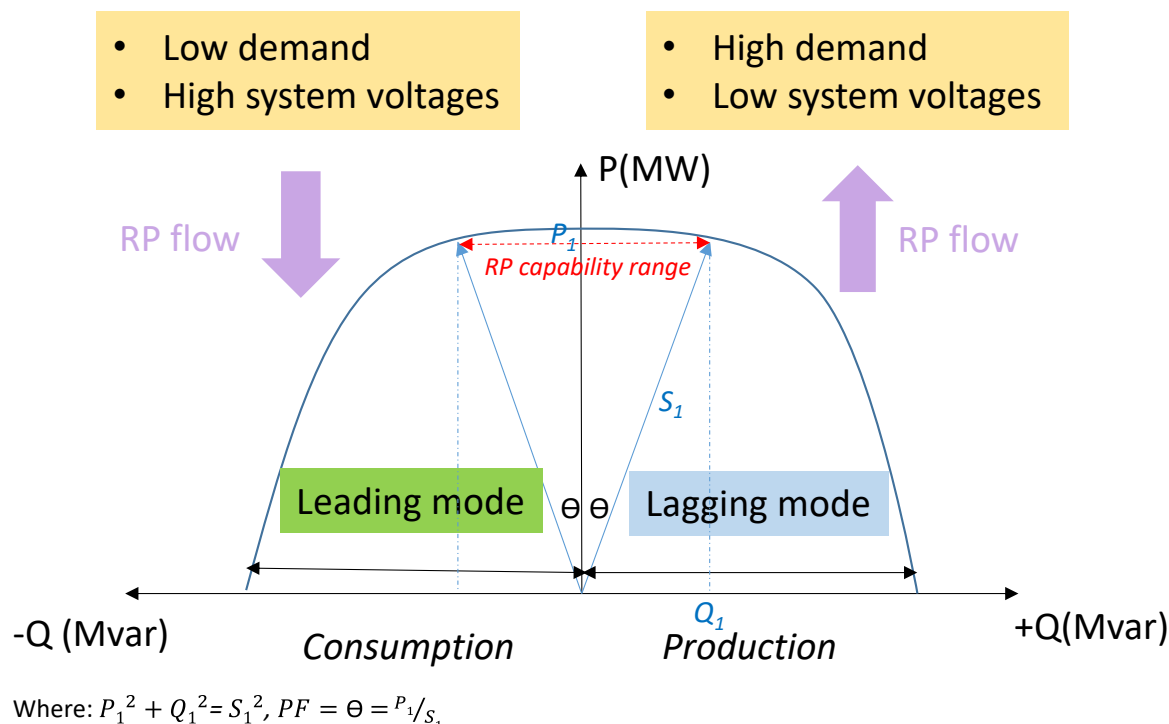 • Low demand
• High system voltages
• High demand
• Low system voltages
P(MW)
RP flow
RP flow
P₁
RP capability range
S₁
Leading mode
ϴ ϴ
Lagging mode
-Q (Mvar)
Consumption
Q₁
Production
+Q(Mvar)
Where: P₁² + Q₁²= S₁², PF = ϴ = P₁/S₁